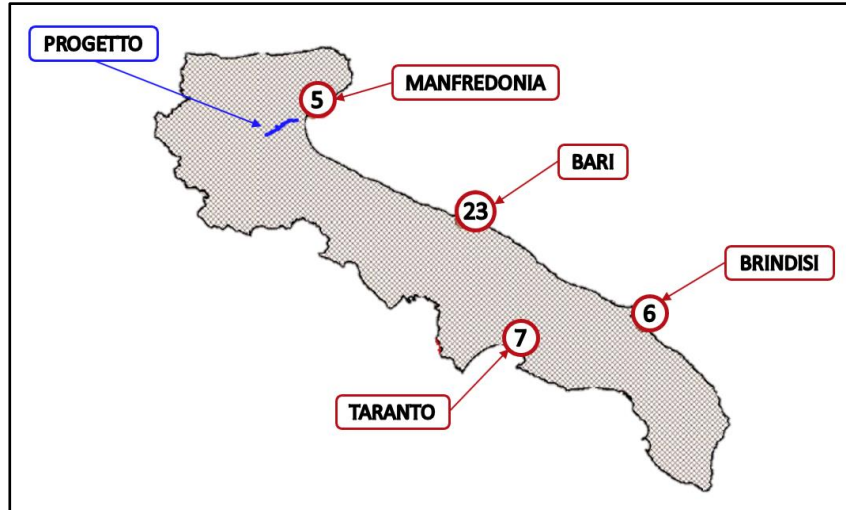 PROGETTO
5
MANFREDONIA
BARI
23
BRINDISI
6
7
TARANTO